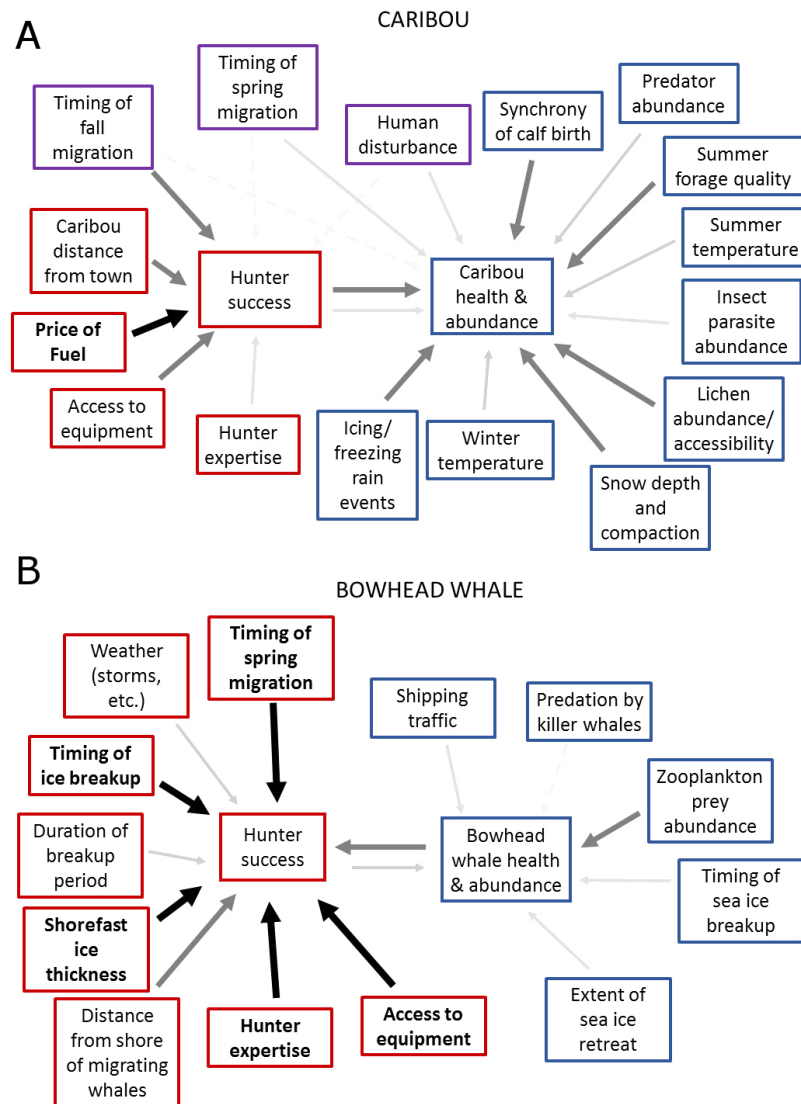 A
CARIBOU
Timing of
fall
migration
Timing of
spring
migration
Human
disturbance
Synchrony
of calf birth
Predator
abundance
Summer
forage quality
Caribou
distance
from town
Hunter
success
Caribou
health &
abundance
Summer
temperature
Price of
Fuel
Insect
parasite
abundance
Access to
equipment
Hunter
expertise
Icing/
freezing
rain
events
Winter
temperature
Lichen
abundance/
accessibility
Snow depth
and
compaction
B
BOWHEAD WHALE
Weather
(storms,
etc.)
Timing of
spring
migration
Shipping
traffic
Predation by
killer whales
Timing of
ice breakup
Zooplankton
prey
abundance
Duration of
breakup
period
Hunter
success
Bowhead
whale health
& abundance
Timing of
sea ice
breakup
Shorefast
ice
thickness
Distance
from shore
of migrating
whales
Hunter
expertise
Access to
equipment
Extent of
sea ice
retreat